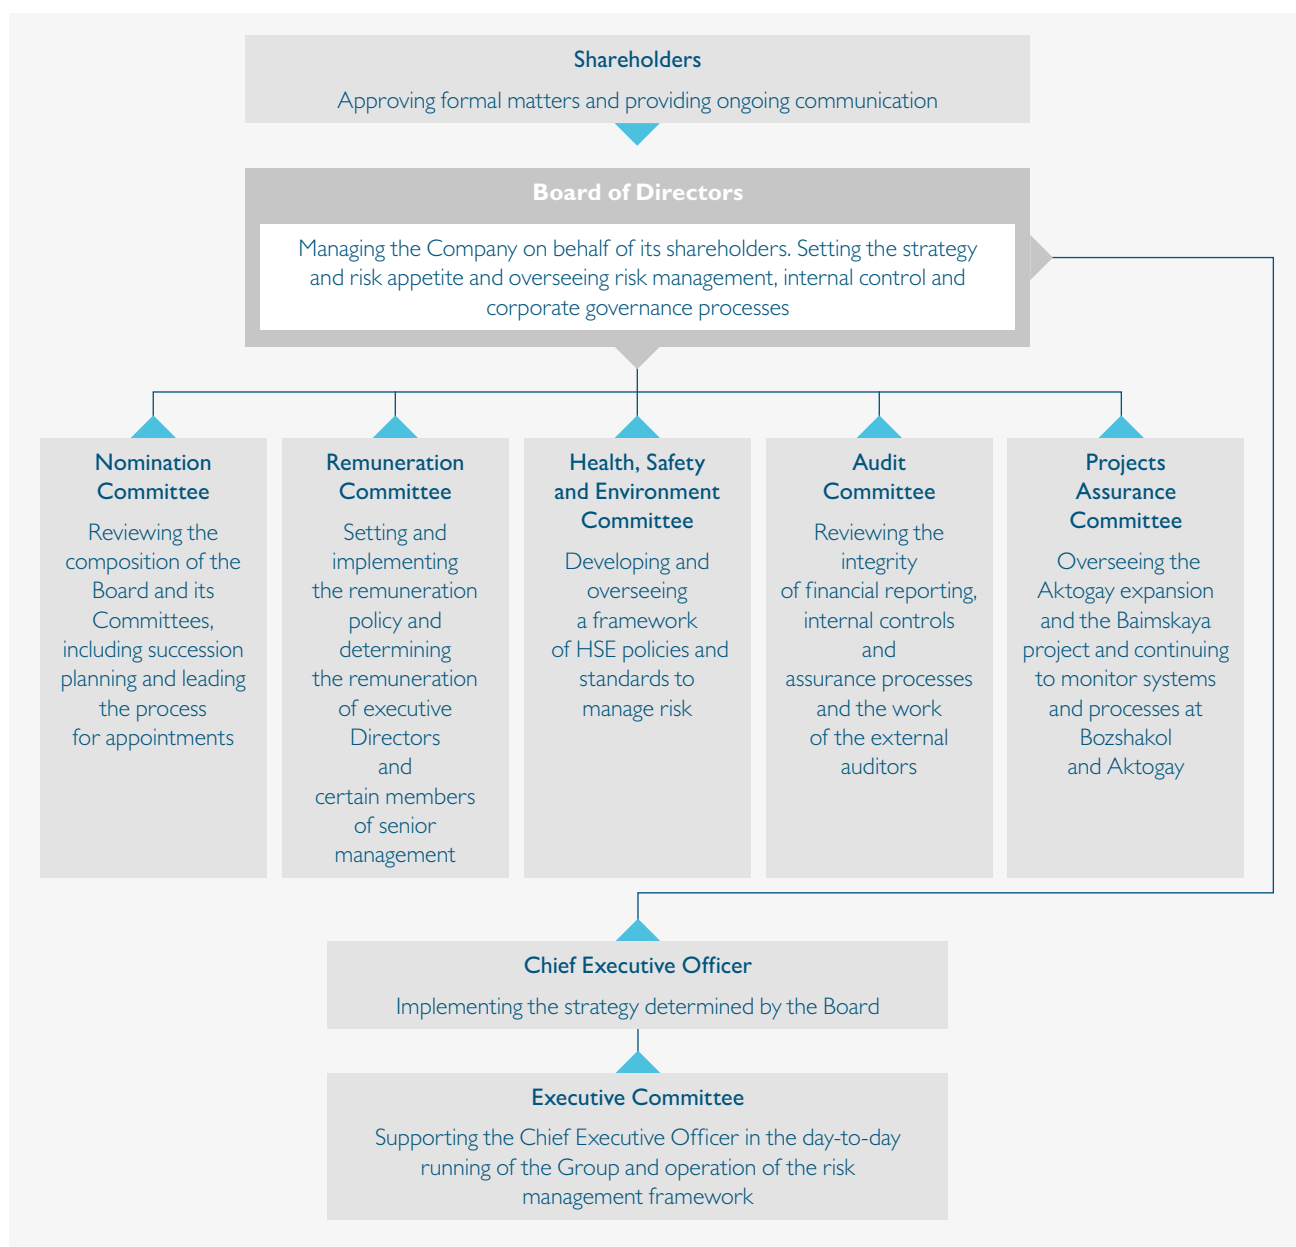 Shareholders
Approving formal matters and providing ongoing communication
Board of Directors
Managing the Company on behalf of its shareholders. Setting the strategy
and risk appetite and overseeing risk management, internal control and
corporate governance processes
Nomination
Committee
Reviewing the
composition of the
Board and its
Committees,
including succession
planning and leading
the process
for appointments
Remuneration
Committee
Setting and
implementing
the remuneration
policy and
determining
the remuneration
of executive
Directors
and
certain members
of senior
management
Health, Safety
and Environment
Committee
Developing and
overseeing
a framework
of HSE policies and
standards to
manage risk
Audit
Committee
Reviewing the
integrity
of financial reporting,
internal controls
and
assurance processes
and the work
of the external
auditors
Projects
Assurance
Committee
Overseeing the
Aktogay expansion
and the Baimskaya
project and continuing
to monitor systems
and processes at
Bozshakol
and Aktogay
Chief Executive Officer
Implementing the strategy determined by the Board
Executive Committee
Supporting the Chief Executive Officer in the day-to-day
running of the Group and operation of the risk
management framework